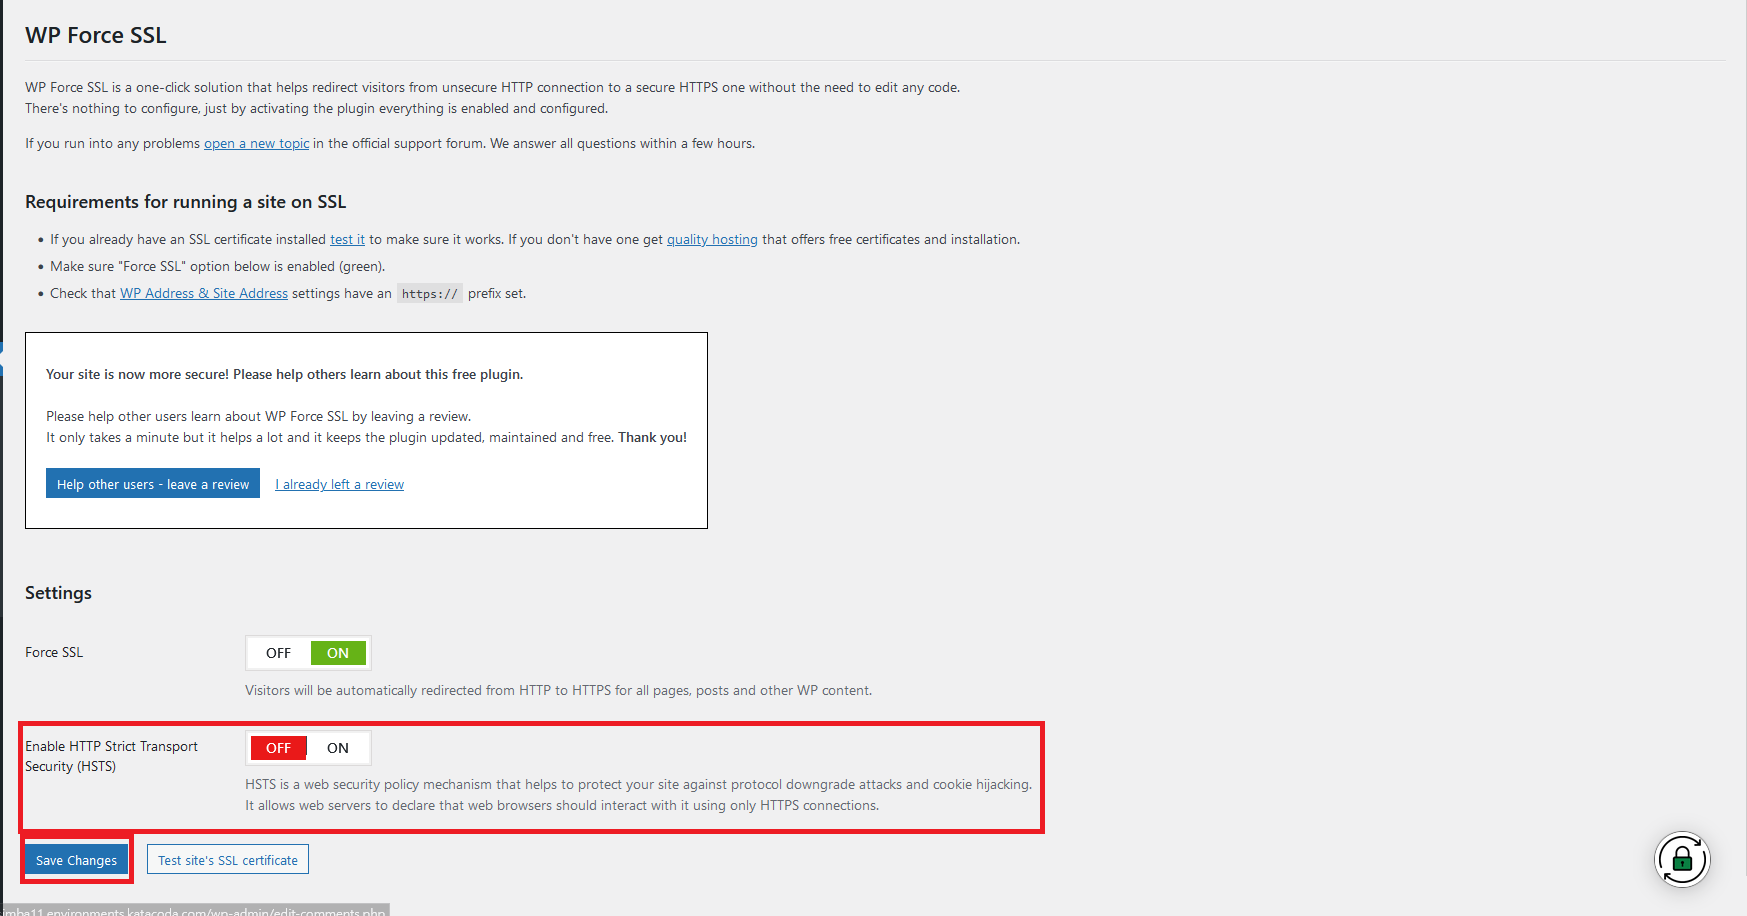 WP Force SSL
WP Force SSL is a one-click solution that helps redirect visitors from unsecure HTTP connection to a secure HTTPS one without the need to edit any code.
There's nothing to configure, just by activating the plugin everything is enabled and configured.
If you run into any problems open a new topic in the official support forum. We answer all questions within a few hours.
Requirements for running a site on SSL
• If you already have an SSL certificate installed test it to make sure it works. If you don't have one get quality hosting that offers free certificates and installation.
• Make sure "Force SSL" option below is enabled (green).
• Check that WP Address & Site Address settings have an https:// prefix set.
Your site is now more secure! Please help others learn about this free plugin.
Please help other users learn about WP Force SSL by leaving a review.
It only takes a minute but it helps a lot and it keeps the plugin updated, maintained and free. Thank you!
Help other users - leave a review I already left a review
Settings
Force SSL OFF ON
Visitors will be automatically redirected from HTTP to HTTPS for all pages, posts and other WP content.
Enable HTTP Strict Transport OFF ON
Security (HSTS)
HSTS is a web security policy mechanism that helps to protect your site against protocol downgrade attacks and cookie hijacking.
It allows web servers to declare that web browsers should interact with it using only HTTPS connections.
Save Changes Test site's SSL certificate
imba11.environments.katacoda.com/wp-admin/edit-comments.php